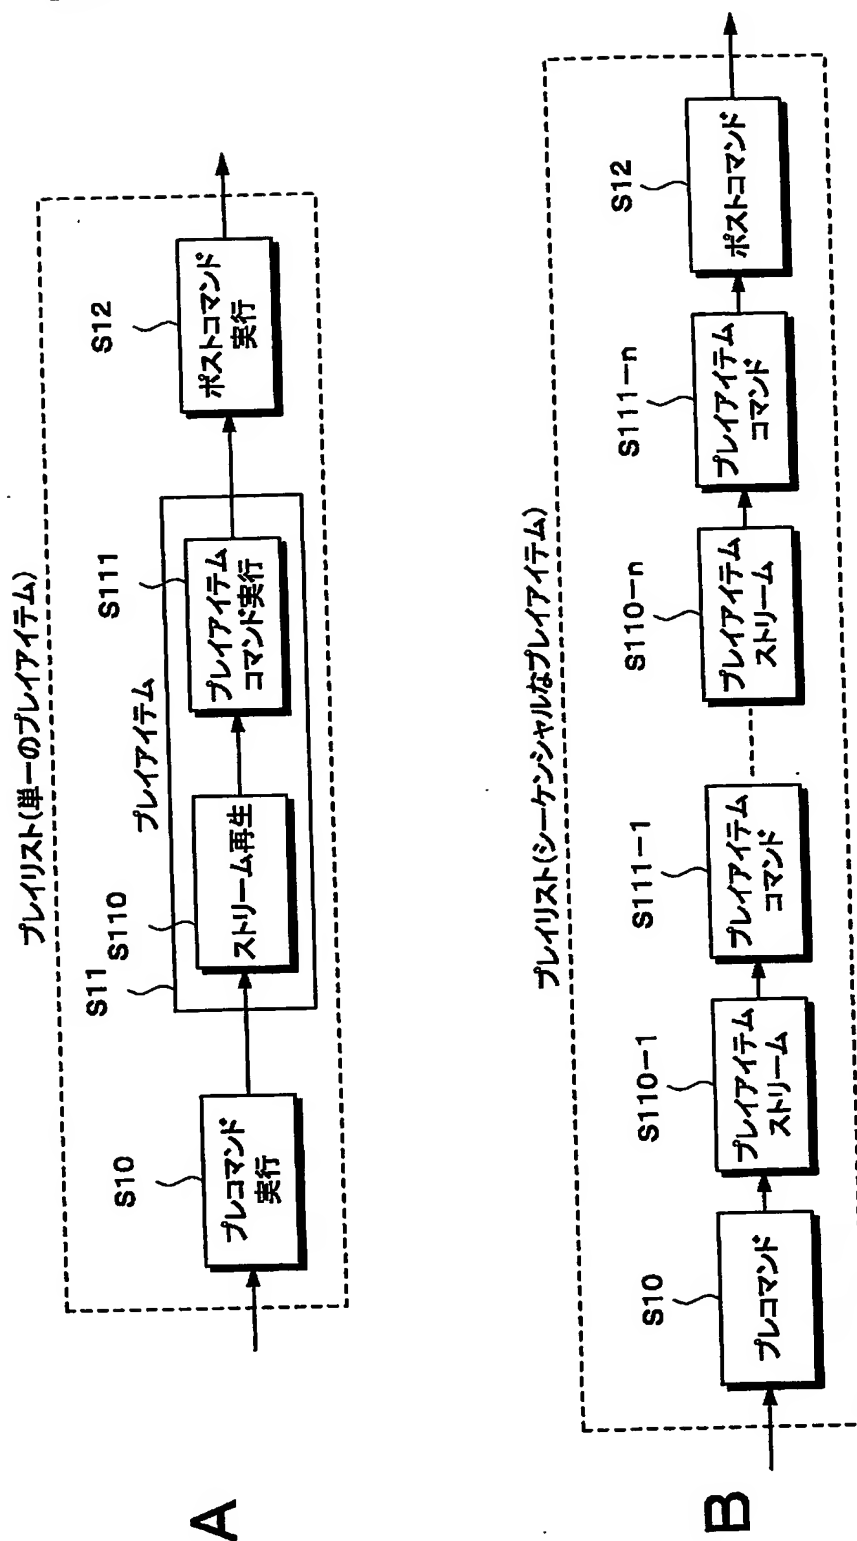 A
プレイリスト(単一のプレイアイテム)
S10
プレコマンド
実行
S11
プレイアイテム
S110
ストリーム再生
S111
プレイアイテム
コマンド実行
S12
ポストコマンド
実行
B
プレイリスト(シーケンシャルなプレイアイテム)
S10
プレコマンド
S110-1
プレイアイテム
ストリーム
S111-1
プレイアイテム
コマンド
S110-n
プレイアイテム
ストリーム
S111-n
プレイアイテム
コマンド
S12
ポストコマンド